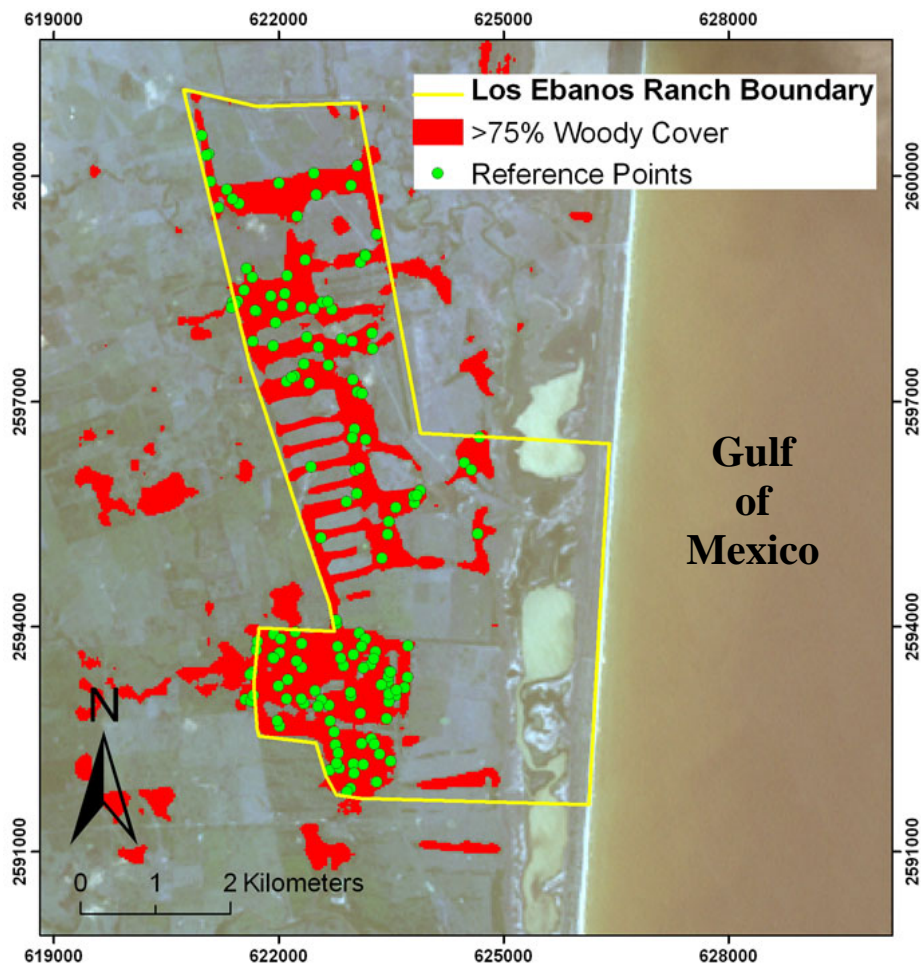 619000 622000 625000 628000
Los Ebanos Ranch Boundary
>75% Woody Cover
Reference Points
2600000 2600000
2597000 2597000
Gulf
of
Mexico
2594000 2594000
N
2591000 2591000
0 1 2 Kilometers
619000 622000 625000 628000